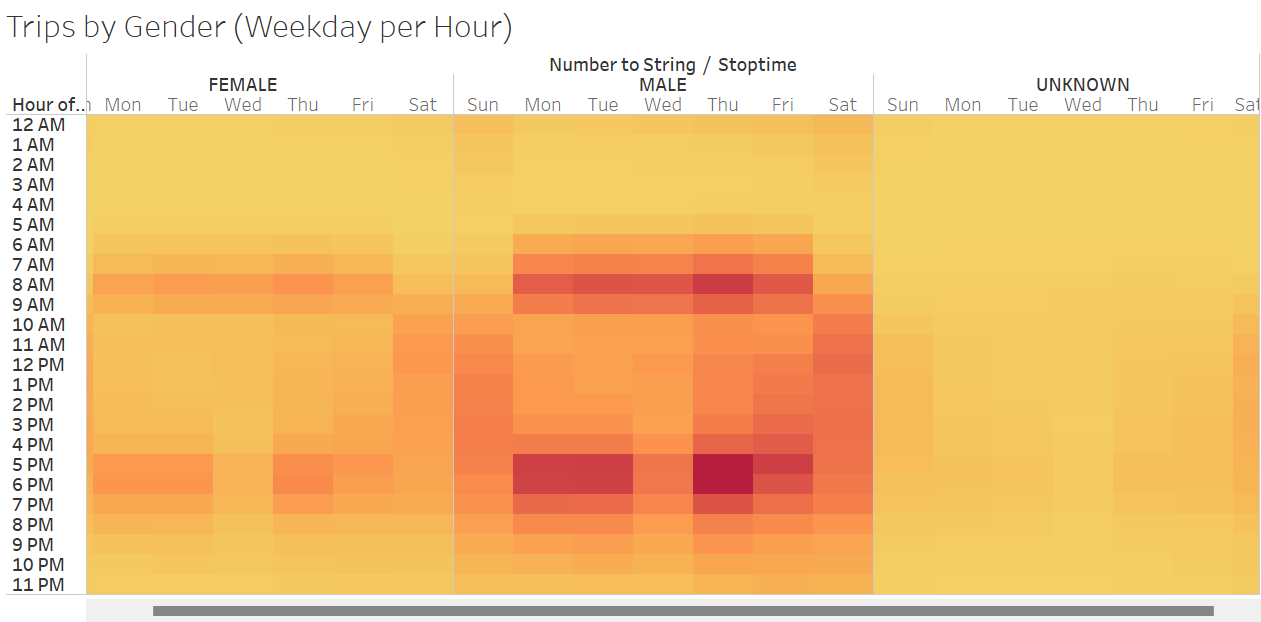 Trips by Gender (Weekday per Hour)
Number to String / Stoptime
FEMALE MALE UNKNOWN
Hour of.. n Mon Tue Wed Thu Fri Sat Sun Mon Tue Wed Thu Fri Sat Sun Mon Tue Wed Thu Fri Sat
12 AM
1 AM
2 AM
3 AM
4 AM
5 AM
6 AM
7 AM
8 AM
9 AM
10 AM
11 AM
12 PM
1 PM
2 PM
3 PM
4 PM
5 PM
6 PM
7 PM
8 PM
9 PM
10 PM
11 PM